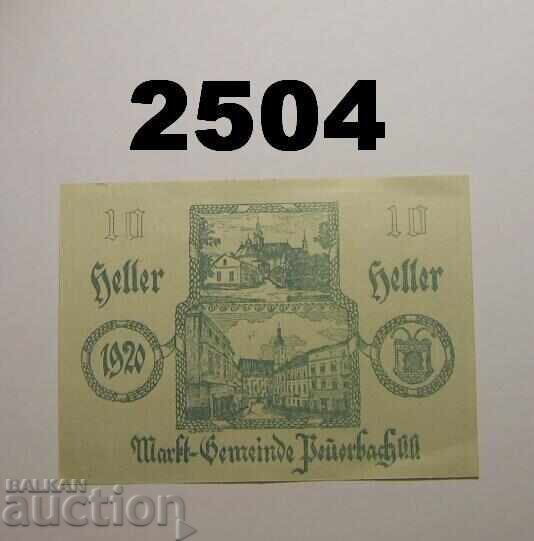 2504
10 10
Heller Heller
1920
Markt-Gemeinde Peuerbach O.Ö.
BALKAN
auction